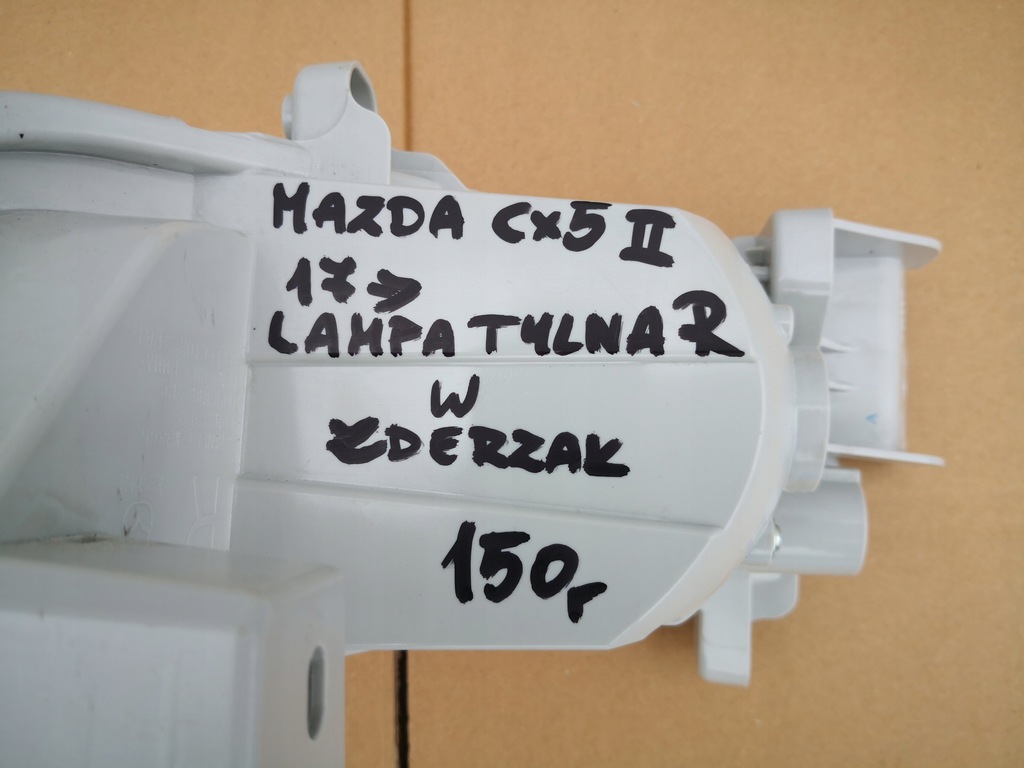 MAZDA CX5 II
17>
LAMPA TYLNA R
W
ZDERZAK
150,-